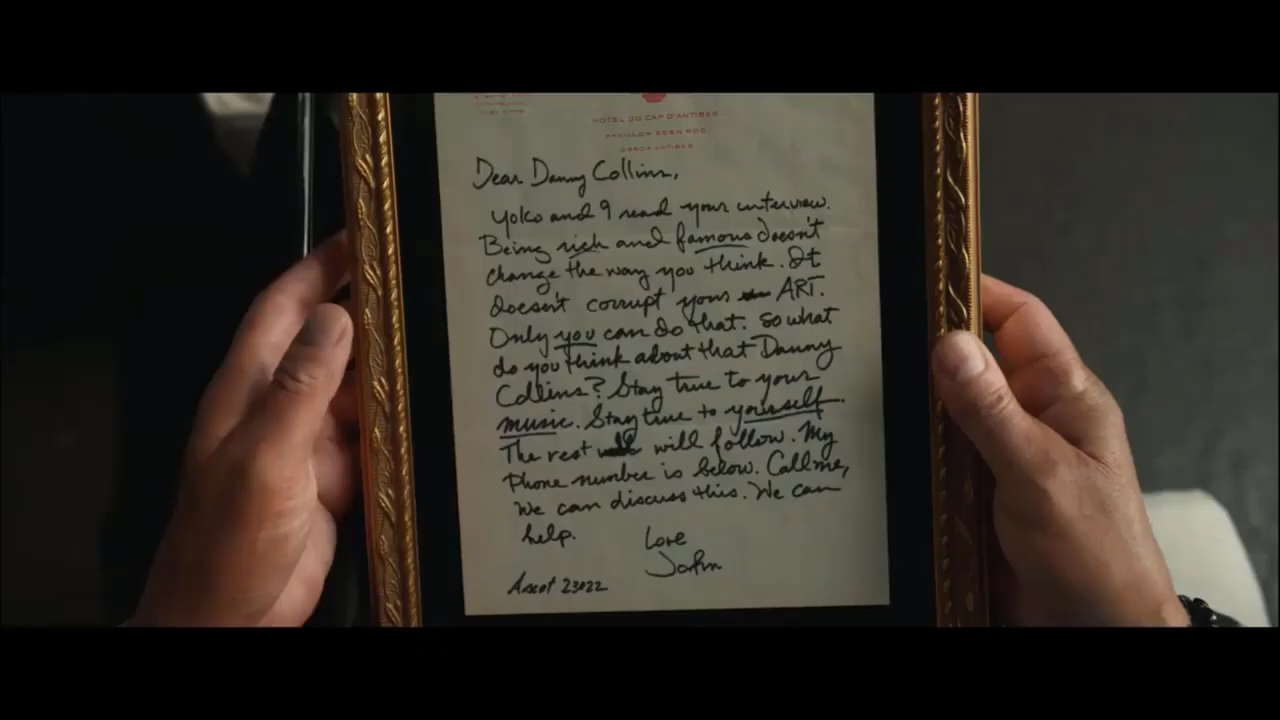 HOTEL DU CAP D'ANTIBES
PAVILLON EDEN ROC
Dear Danny Collins,
Yoko and I read your interview.
Being rich and famous doesn't
change the way you think. It
doesn't corrupt your ART.
Only you can do that. So what
do you think about that Danny
Collins? Stay true to your
music. Stay true to yourself.
The rest will follow. My
Phone number is below. Call me,
We can discuss this. We can
help.
Love
John
Ascot 23022